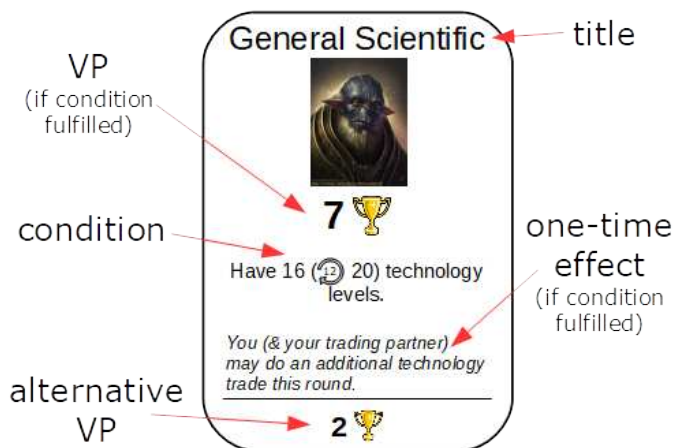 General Scientific
title
VP
(if condition
fulfilled)
7
condition
Have 16 (12 20) technology
levels.
one-time
effect
(if condition
fulfilled)
You (& your trading partner)
may do an additional technology
trade this round.
alternative
VP
2